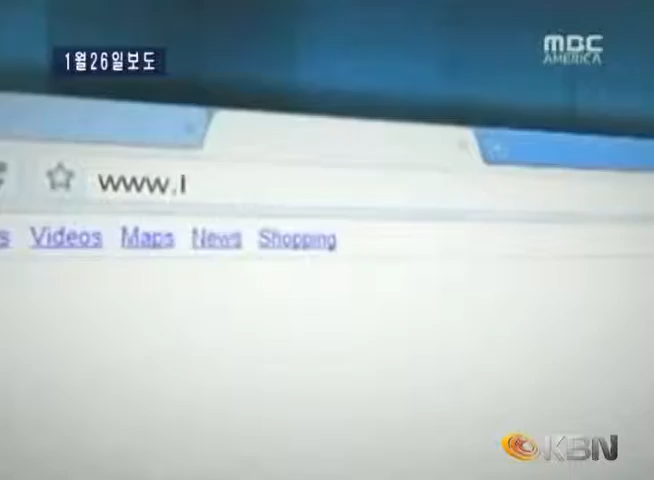 1월26일보도
MBC
AMERICA
www.l
s Videos Maps News Shopping
KBN